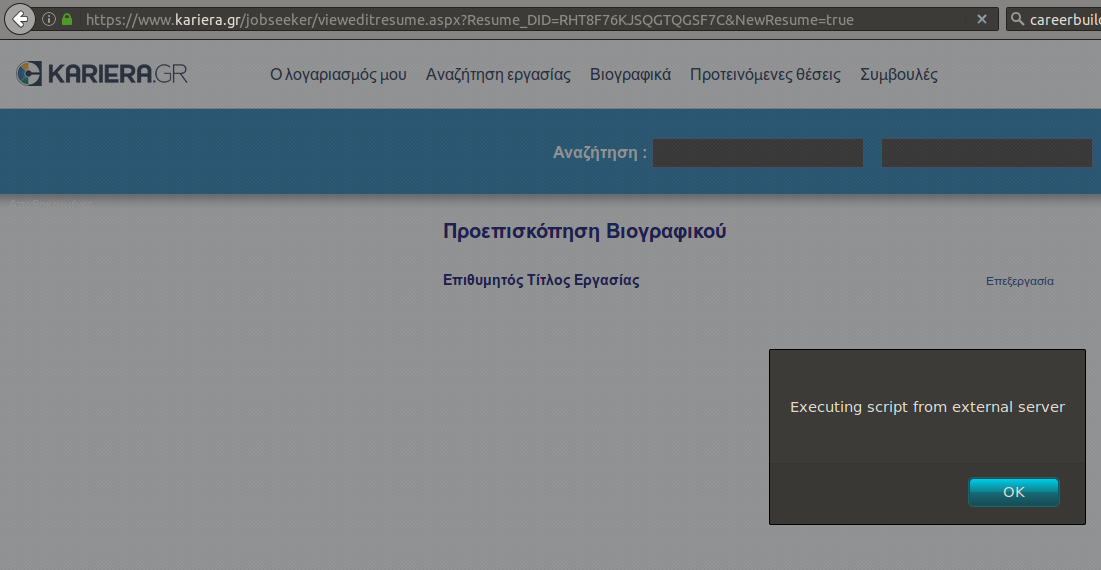 https://www.kariera.gr/jobseeker/vieweditresume.aspx?Resume_DID=RHT8F76KJSQGTQGSF7C&NewResume=true
careerbuil
KARIERA.GR
Ο λογαριασμός μου Αναζήτηση εργασίας Βιογραφικά Προτεινόμενες θέσεις Συμβουλές
Αναζήτηση :
Προεπισκόπηση Βιογραφικού
Επιθυμητός Τίτλος Εργασίας
Επεξεργασία
Executing script from external server
OK